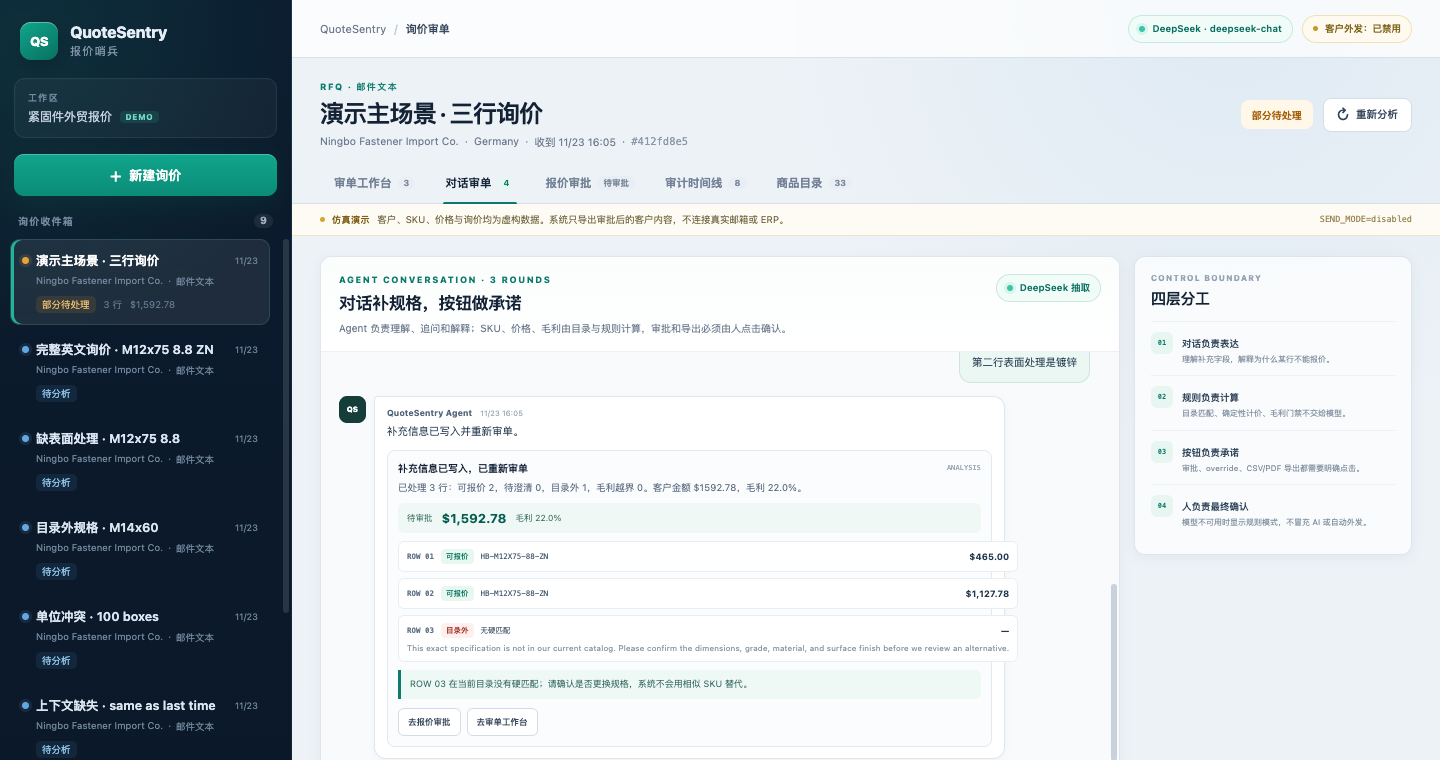 QS
QuoteSentry
报价哨兵
工作区
紧固件外贸报价 DEMO
+ 新建询价
询价收件箱 9
演示主场景 · 三行询价 11/23
Ningbo Fastener Import Co. · 邮件文本
部分待处理 3 行 $1,592.78
完整英文询价 · M12x75 8.8 ZN 11/23
Ningbo Fastener Import Co. · 邮件文本
待分析
缺表面处理 · M12x75 8.8 11/23
Ningbo Fastener Import Co. · 邮件文本
待分析
目录外规格 · M14x60 11/23
Ningbo Fastener Import Co. · 邮件文本
待分析
单位冲突 · 100 boxes 11/23
Ningbo Fastener Import Co. · 邮件文本
待分析
上下文缺失 · same as last time 11/23
Ningbo Fastener Import Co. · 邮件文本
待分析
QuoteSentry / 询价审单
DeepSeek · deepseek-chat
客户外发：已禁用
RFQ · 邮件文本
演示主场景 · 三行询价
Ningbo Fastener Import Co. · Germany · 收到 11/23 16:05 · #412fd8e5
部分待处理
重新分析
审单工作台 3
对话审单 4
报价审批 待审批
审计时间线 8
商品目录 33
仿真演示 客户、SKU、价格与询价均为虚构数据。系统只导出审批后的客户内容，不连接真实邮箱或 ERP。
SEND_MODE=disabled
AGENT CONVERSATION · 3 ROUNDS
对话补规格，按钮做承诺
Agent 负责理解、追问和解释；SKU、价格、毛利由目录与规则计算，审批和导出必须由人点击确认。
DeepSeek 抽取
第二行表面处理是镀锌
QS
QuoteSentry Agent 11/23 16:05
补充信息已写入并重新审单。
补充信息已写入，已重新审单 ANALYSIS
已处理 3 行：可报价 2，待澄清 0，目录外 1，毛利越界 0。客户金额 $1592.78，毛利 22.0%。
待审批 $1,592.78 毛利 22.0%
ROW 01 可报价 HB-M12X75-88-ZN $465.00
ROW 02 可报价 HB-M12X75-88-ZN $1,127.78
ROW 03 目录外 无硬匹配 —
This exact specification is not in our current catalog. Please confirm the dimensions, grade, material, and surface finish before we review an alternative.
ROW 03 在当前目录没有硬匹配；请确认是否更换规格，系统不会用相似 SKU 替代。
去报价审批
去审单工作台
CONTROL BOUNDARY
四层分工
01 对话负责表达
理解补充字段，解释为什么某行不能报价。
02 规则负责计算
目录匹配、确定性计价、毛利门禁不交给模型。
03 按钮负责承诺
审批、override、CSV/PDF 导出都需要明确点击。
04 人负责最终确认
模型不可用时显示规则模式，不冒充 AI 或自动外发。